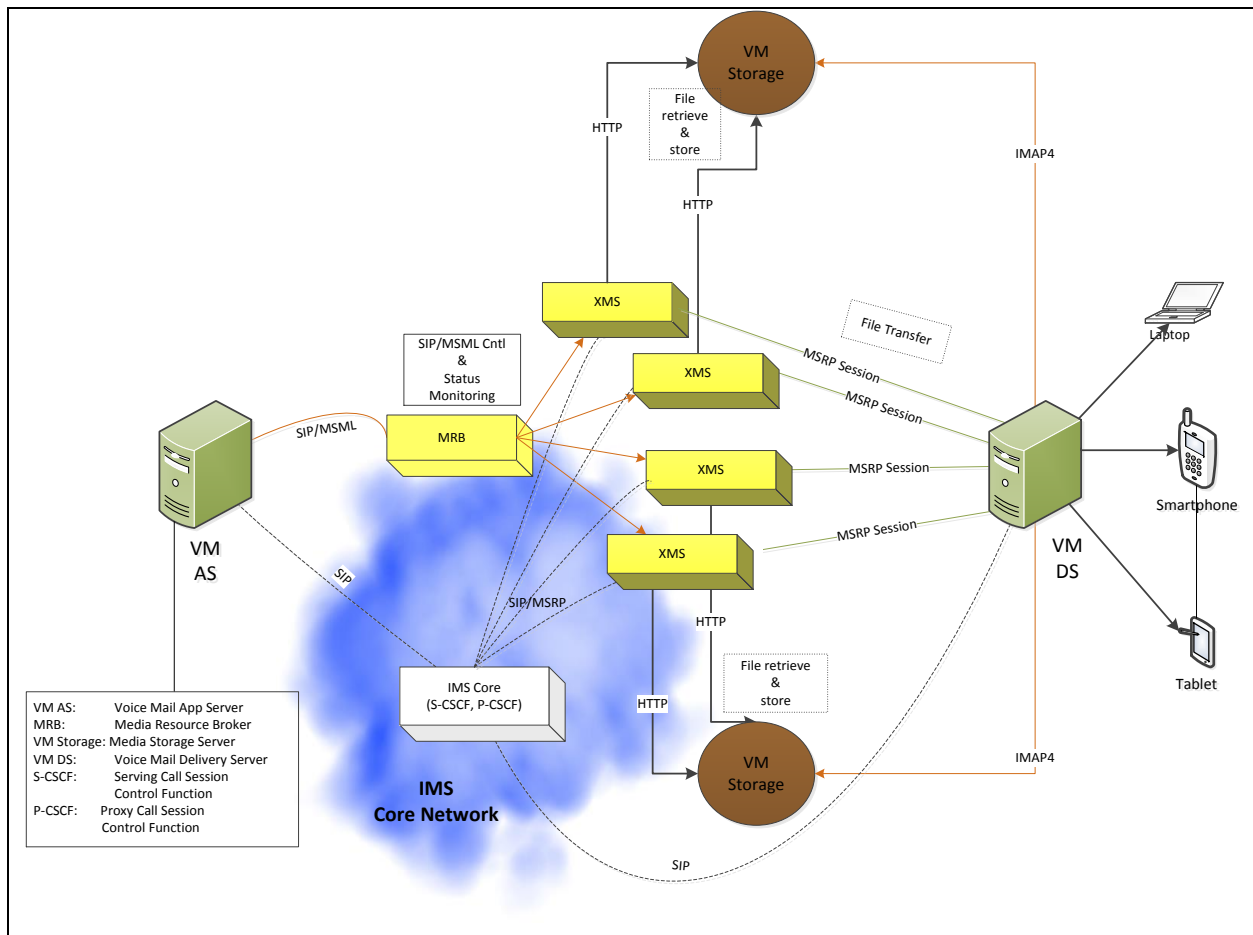 VM
Storage
File
retrieve
&
store
HTTP
IMAP4
HTTP
XMS
File Transfer
Laptop
SIP/MSML Cntl
&
Status
Monitoring
MSRP Session
XMS
MSRP Session
SIP/MSML
MRB
XMS
MSRP Session
Smartphone
VM
AS
XMS
MSRP Session
VM
DS
SIP
SIP/MSRP
HTTP
File retrieve
&
store
Tablet
IMS Core
(S-CSCF, P-CSCF)
HTTP
VM
Storage
IMAP4
IMS
Core Network
SIP
VM AS: Voice Mail App Server
MRB: Media Resource Broker
VM Storage: Media Storage Server
VM DS: Voice Mail Delivery Server
S-CSCF: Serving Call Session
Control Function
P-CSCF: Proxy Call Session
Control Function